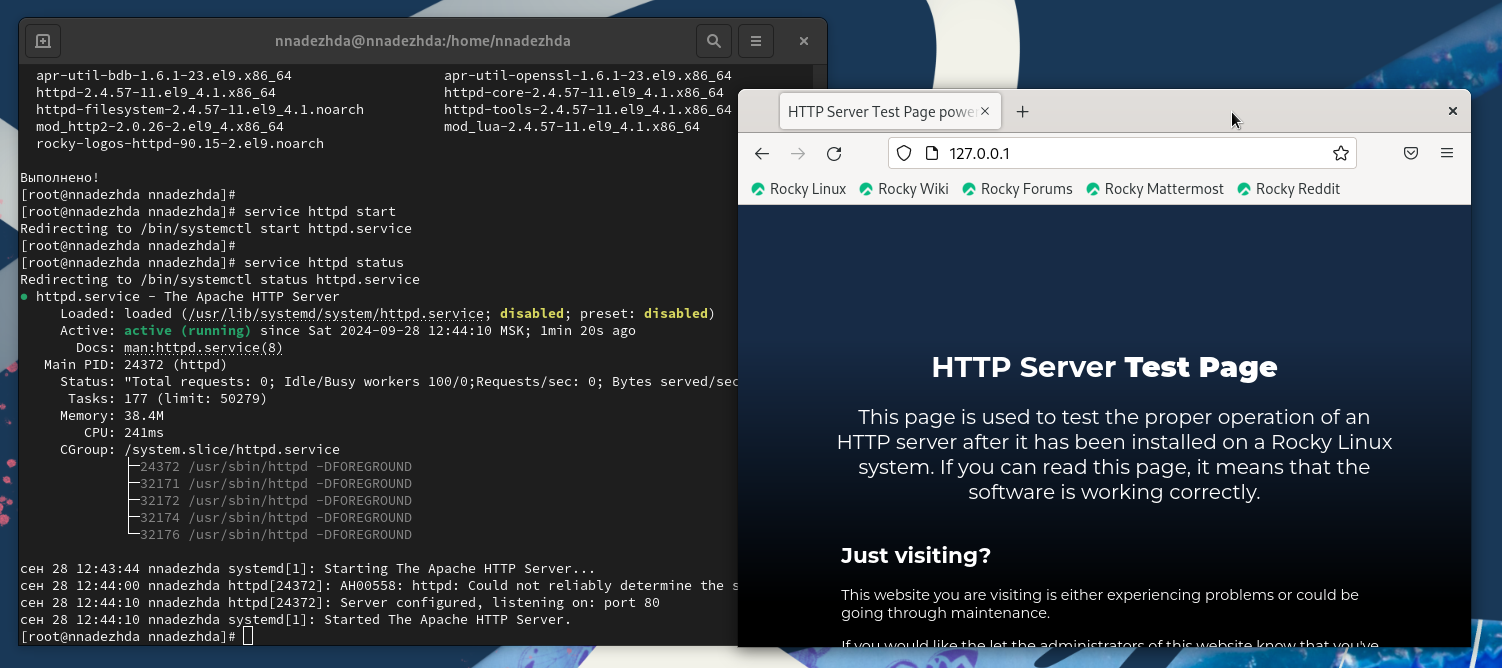 nnadezhda@nnadezhda:/home/nnadezhda
apr-util-bdb-1.6.1-23.el9.x86_64 apr-util-openssl-1.6.1-23.el9.x86_64
httpd-2.4.57-11.el9_4.1.x86_64 httpd-core-2.4.57-11.el9_4.1.x86_64
httpd-filesystem-2.4.57-11.el9_4.1.noarch httpd-tools-2.4.57-11.el9_4.1.x86_64
mod_http2-2.0.26-2.el9_4.x86_64 mod_lua-2.4.57-11.el9_4.1.x86_64
rocky-logos-httpd-90.15-2.el9.noarch
Выполнено!
[root@nnadezhda nnadezhda]#
[root@nnadezhda nnadezhda]# service httpd start
Redirecting to /bin/systemctl start httpd.service
[root@nnadezhda nnadezhda]#
[root@nnadezhda nnadezhda]# service httpd status
Redirecting to /bin/systemctl status httpd.service
● httpd.service - The Apache HTTP Server
Loaded: loaded (/usr/lib/systemd/system/httpd.service; disabled; preset: disabled)
Active: active (running) since Sat 2024-09-28 12:44:10 MSK; 1min 20s ago
Docs: man:httpd.service(8)
Main PID: 24372 (httpd)
Status: "Total requests: 0; Idle/Busy workers 100/0;Requests/sec: 0; Bytes served/sec
Tasks: 177 (limit: 50279)
Memory: 38.4M
CPU: 241ms
CGroup: /system.slice/httpd.service
├─24372 /usr/sbin/httpd -DFOREGROUND
├─32171 /usr/sbin/httpd -DFOREGROUND
├─32172 /usr/sbin/httpd -DFOREGROUND
├─32174 /usr/sbin/httpd -DFOREGROUND
└─32176 /usr/sbin/httpd -DFOREGROUND
сен 28 12:43:44 nnadezhda systemd[1]: Starting The Apache HTTP Server...
сен 28 12:44:00 nnadezhda httpd[24372]: AH00558: httpd: Could not reliably determine the s
сен 28 12:44:10 nnadezhda httpd[24372]: Server configured, listening on: port 80
сен 28 12:44:10 nnadezhda systemd[1]: Started The Apache HTTP Server.
[root@nnadezhda nnadezhda]#
HTTP Server Test Page powe
127.0.0.1
Rocky Linux Rocky Wiki Rocky Forums Rocky Mattermost Rocky Reddit
HTTP Server Test Page
This page is used to test the proper operation of an
HTTP server after it has been installed on a Rocky Linux
system. If you can read this page, it means that the
software is working correctly.
Just visiting?
This website you are visiting is either experiencing problems or could be
going through maintenance.
If you would like the let the administrators of this website know that you've